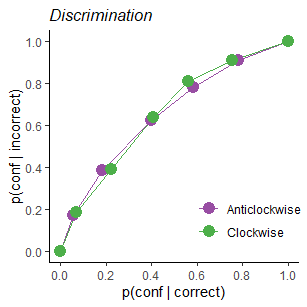 Discrimination
p(conf | incorrect)
1.0
0.8
0.6
0.4
0.2
0.0
Anticlockwise
Clockwise
0.0 0.2 0.4 0.6 0.8 1.0
p(conf | correct)